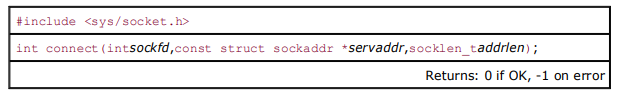 #include <sys/socket.h>
int connect(intsockfd,const struct sockaddr *servaddr,socklen_taddrlen);
Returns: 0 if OK, -1 on error